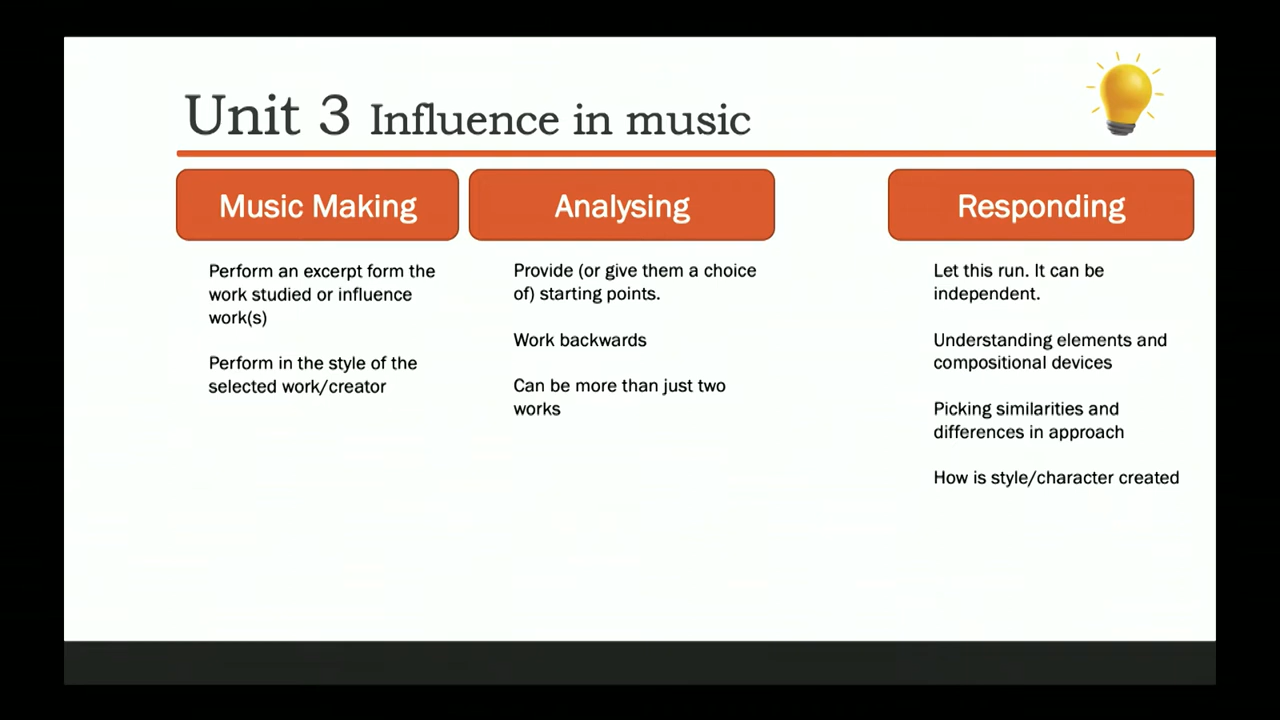 Unit 3 Influence in music
Music Making
Perform an excerpt form the
work studied or influence
work(s)
Perform in the style of the
selected work/creator
Analysing
Provide (or give them a choice
of) starting points.
Work backwards
Can be more than just two
works
Responding
Let this run. It can be
independent.
Understanding elements and
compositional devices
Picking similarities and
differences in approach
How is style/character created